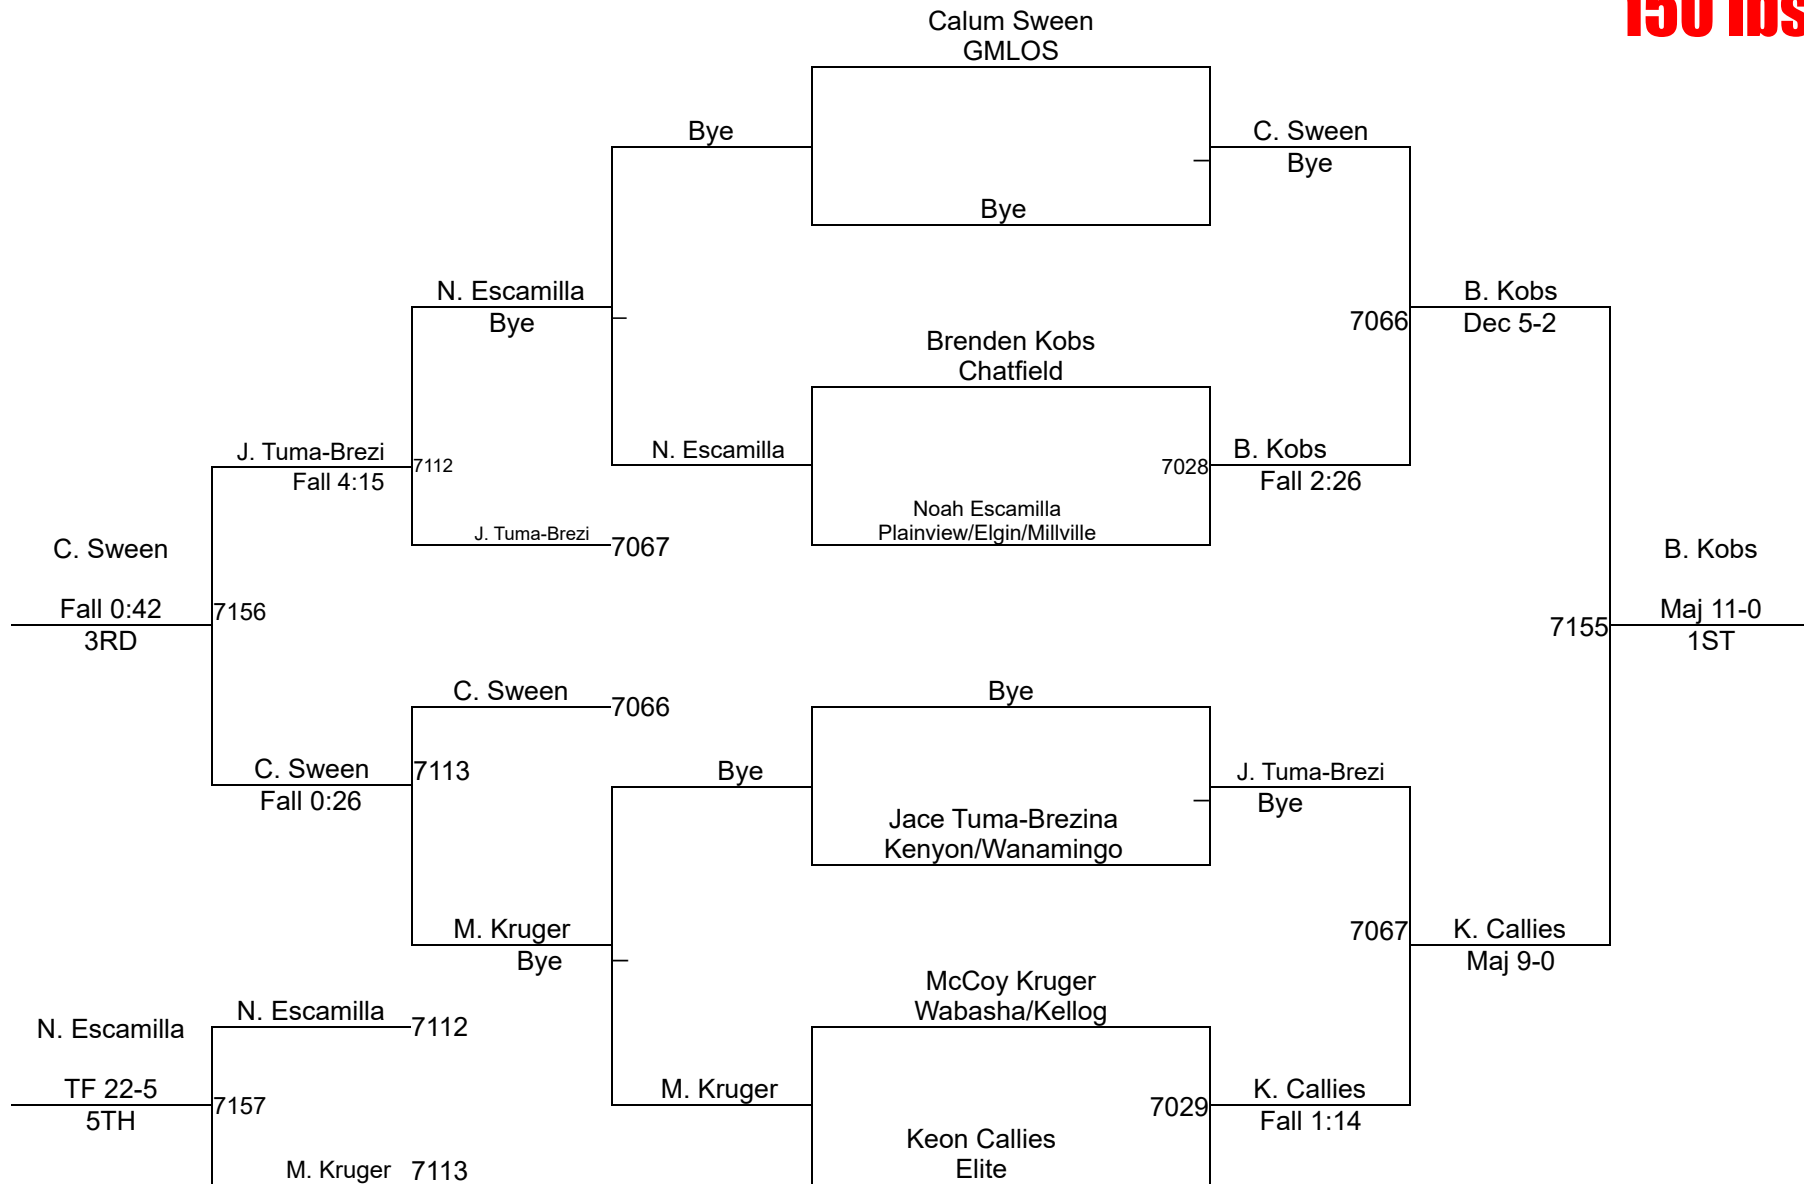 150 lbs
Calum Sween
GMLOS
Bye
C. Sween
Bye
Bye
N. Escamilla
Bye
B. Kobs
Dec 5-2
7066
Brenden Kobs
Chatfield
J. Tuma-Brezi
Fall 4:15
7112
N. Escamilla
7028
B. Kobs
Fall 2:26
Noah Escamilla
Plainview/Elgin/Millville
J. Tuma-Brezi
7067
C. Sween
Fall 0:42
3RD
7156
B. Kobs
Maj 11-0
1ST
7155
C. Sween
7066
Bye
C. Sween
Fall 0:26
7113
Bye
J. Tuma-Brezi
Bye
Jace Tuma-Brezina
Kenyon/Wanamingo
M. Kruger
Bye
7067
K. Callies
Maj 9-0
McCoy Kruger
Wabasha/Kellog
N. Escamilla
N. Escamilla
7112
TF 22-5
5TH
7157
M. Kruger
7029
K. Callies
Fall 1:14
Keon Callies
Elite
M. Kruger
7113